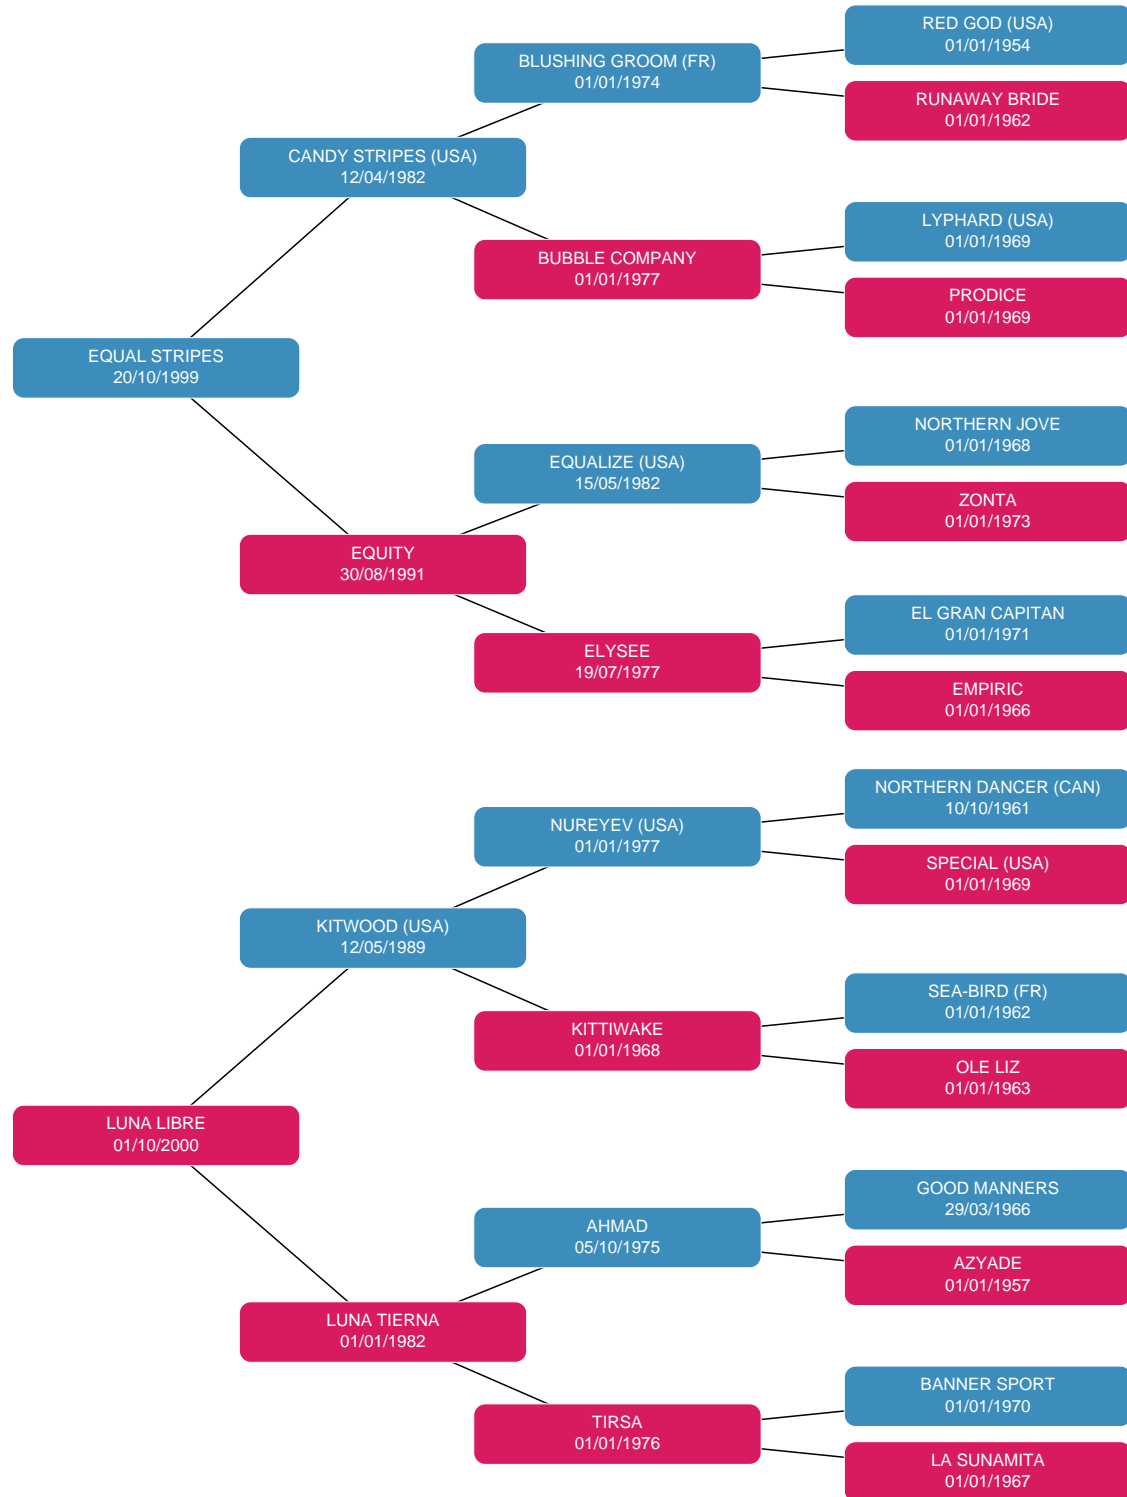 RED GOD (USA)
01/01/1954
BLUSHING GROOM (FR)
01/01/1974
RUNAWAY BRIDE
01/01/1962
CANDY STRIPES (USA)
12/04/1982
LYPHARD (USA)
01/01/1969
BUBBLE COMPANY
01/01/1977
PRODICE
01/01/1969
EQUAL STRIPES
20/10/1999
NORTHERN JOVE
01/01/1968
EQUALIZE (USA)
15/05/1982
ZONTA
01/01/1973
EQUITY
30/08/1991
EL GRAN CAPITAN
01/01/1971
ELYSEE
19/07/1977
EMPIRIC
01/01/1966
NORTHERN DANCER (CAN)
10/10/1961
NUREYEV (USA)
01/01/1977
SPECIAL (USA)
01/01/1969
KITWOOD (USA)
12/05/1989
SEA-BIRD (FR)
01/01/1962
KITTIWAKE
01/01/1968
OLE LIZ
01/01/1963
LUNA LIBRE
01/10/2000
GOOD MANNERS
29/03/1966
AHMAD
05/10/1975
AZYADE
01/01/1957
LUNA TIERNA
01/01/1982
BANNER SPORT
01/01/1970
TIRSA
01/01/1976
LA SUNAMITA
01/01/1967